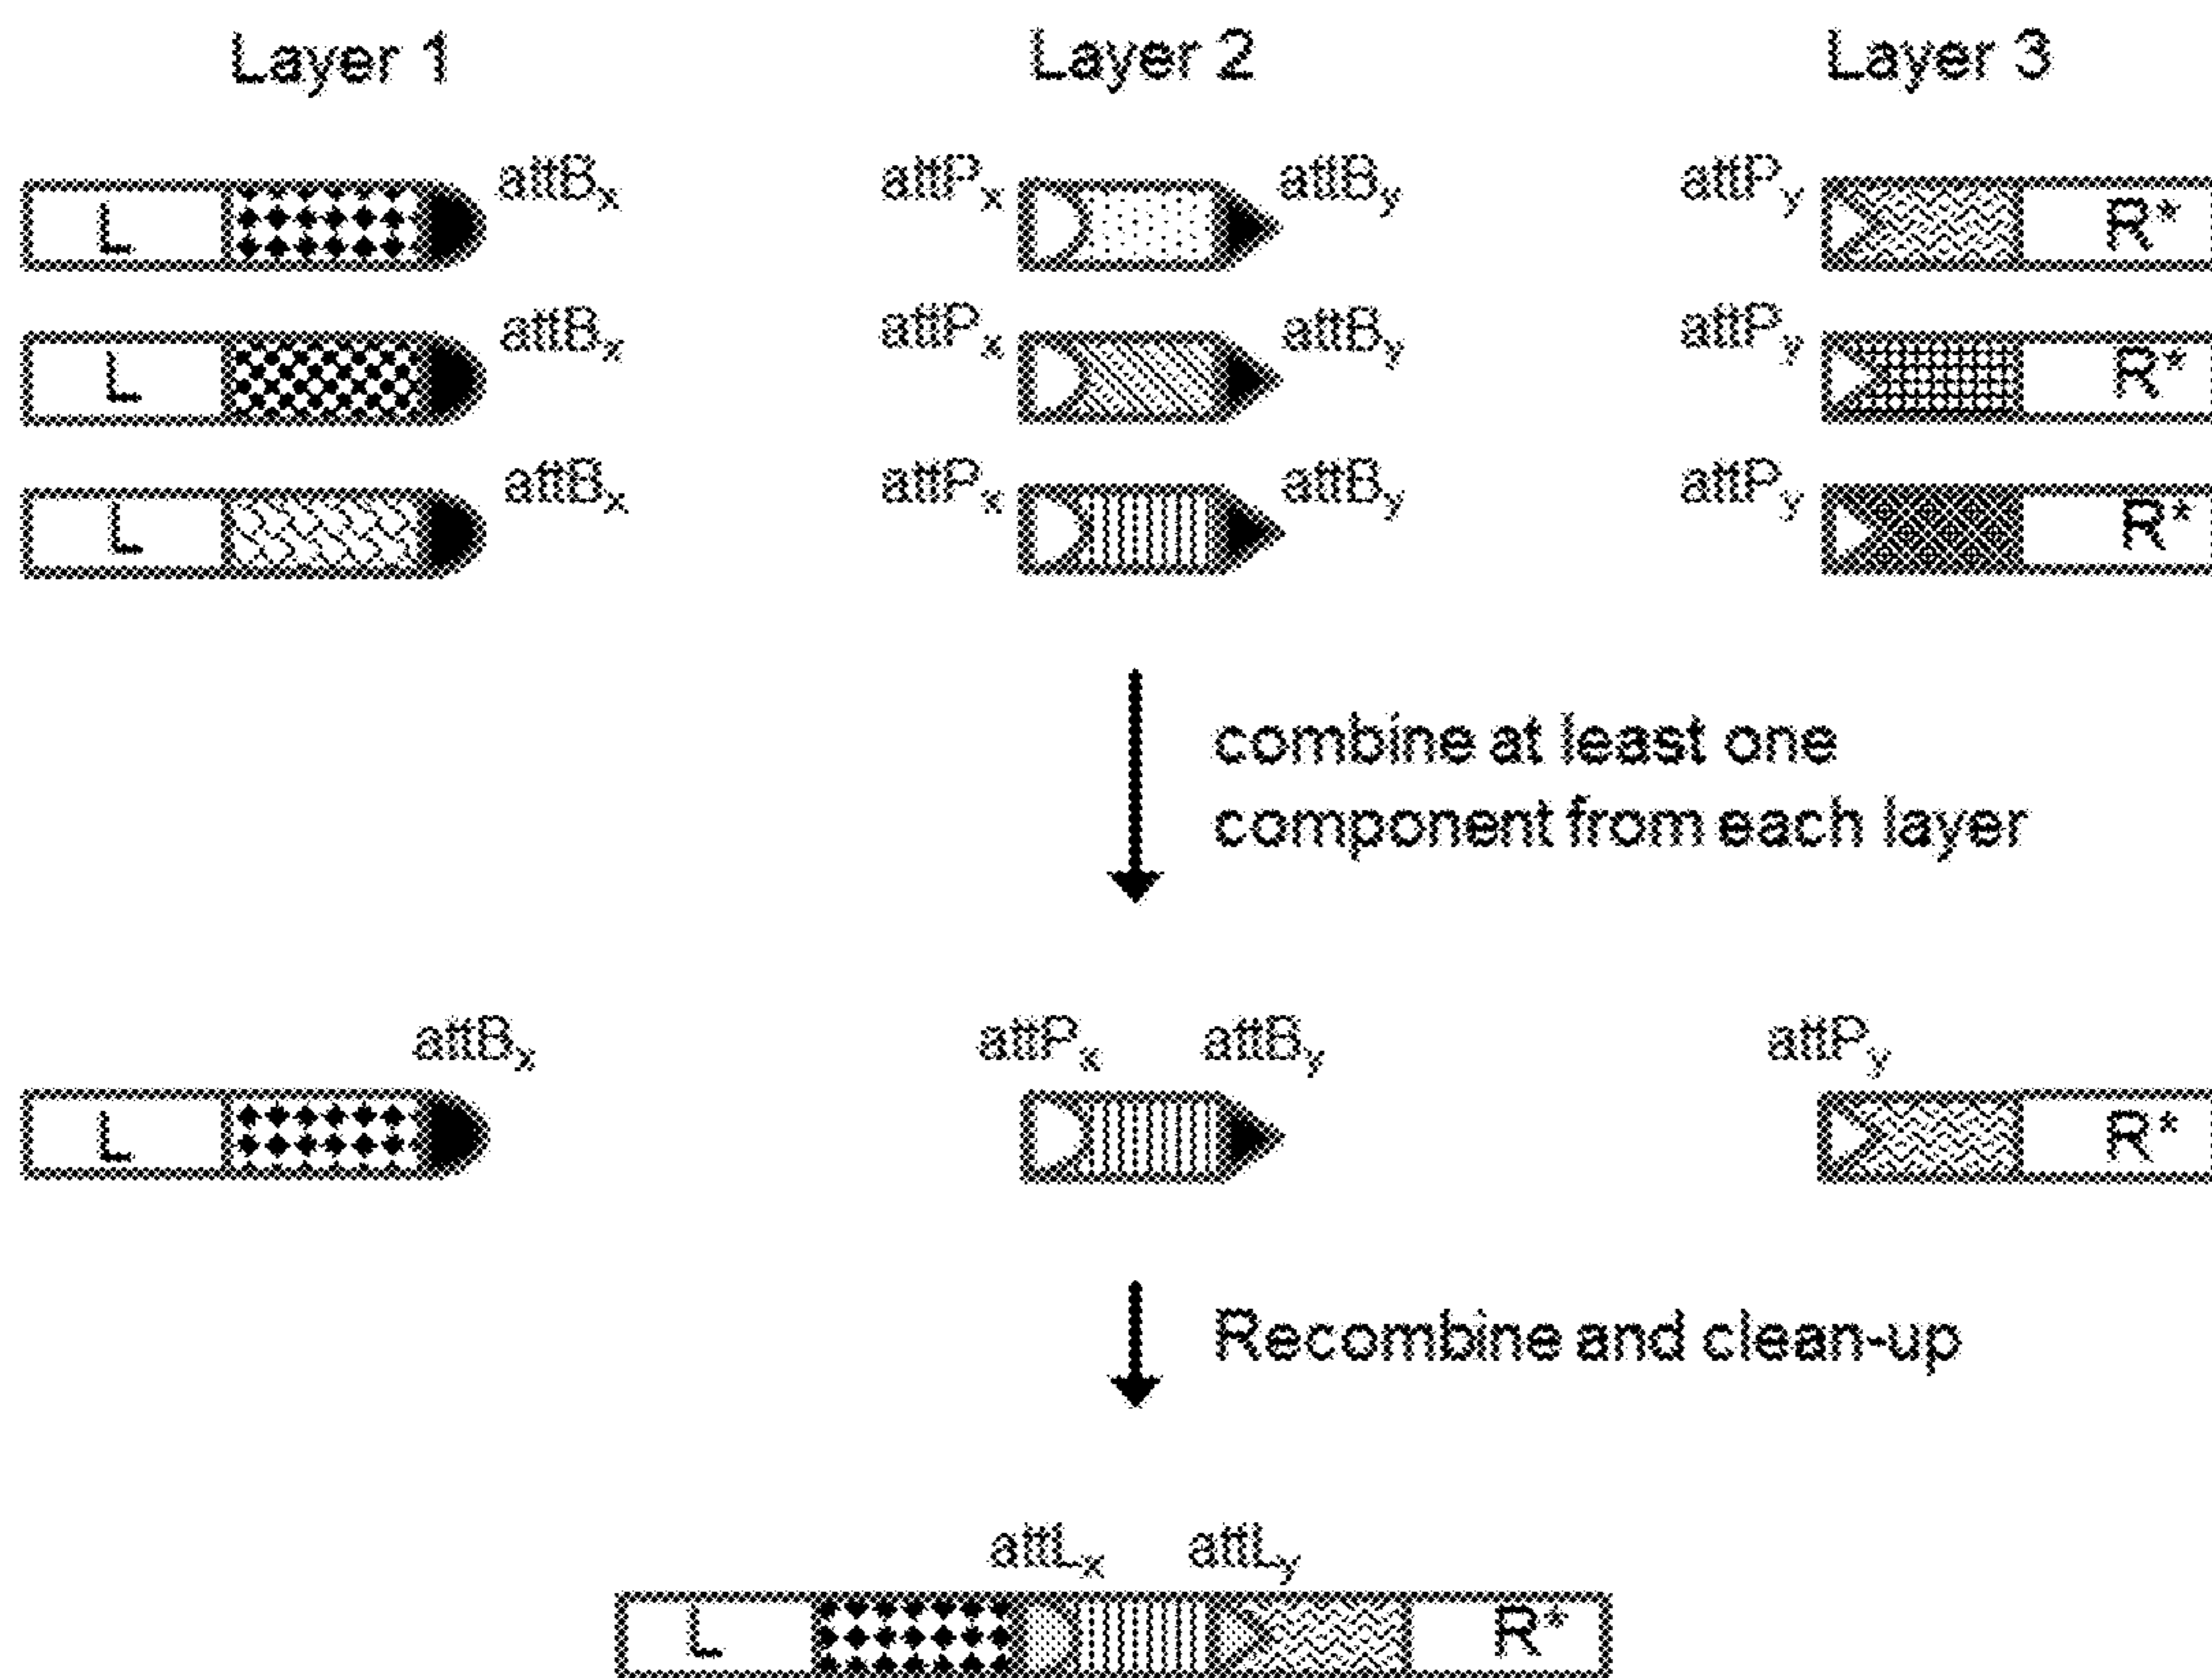 Layer 1 Layer 2 Layer 3
attBx attPx attBy attPy
L R*
attBx attPx attBy attPy
L R*
attBx attPx attBy attPy
L R*
combine at least one
component from each layer
attBx attPx attBy attPy
L R*
Recombine and clean-up
attLx attLy
L R*